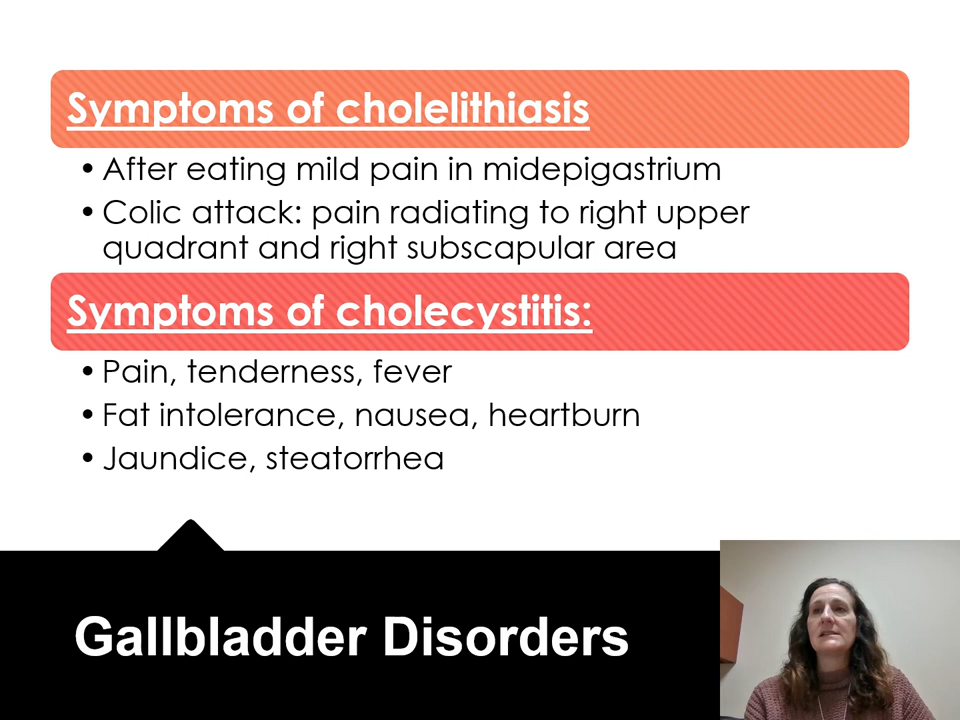 Symptoms of cholelithiasis
• After eating mild pain in midepigastrium
• Colic attack: pain radiating to right upper
quadrant and right subscapular area
Symptoms of cholecystitis:
• Pain, tenderness, fever
• Fat intolerance, nausea, heartburn
• Jaundice, steatorrhea
Gallbladder Disorders